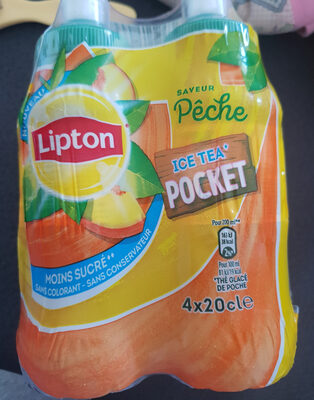 NOUVEAU
Lipton
SAVEUR
Pêche
ICE TEA*
POCKET
MOINS SUCRÉ**
SANS COLORANT - SANS CONSERVATEUR
Pour 200 ml**
Pour 100 ml
*THÉ GLACÉ
DE POCHE
4x20cl e